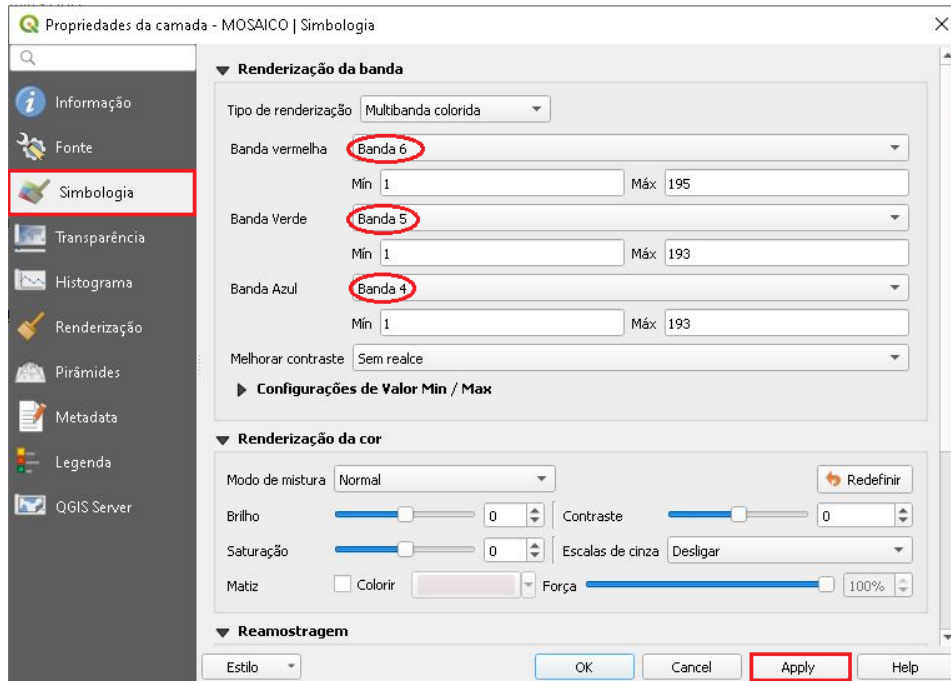 Propriedades da camada - MOSAICO | Simbologia
Informação
Fonte
Simbologia
Transparência
Histograma
Renderização
Pirâmides
Metadata
Legenda
QGIS Server
Renderização da banda
Tipo de renderização Multibanda colorida
Banda vermelha Banda 6
Mín 1 Máx 195
Banda Verde Banda 5
Mín 1 Máx 193
Banda Azul Banda 4
Mín 1 Máx 193
Melhorar contraste Sem realce
Configurações de Valor Min / Max
Renderização da cor
Modo de mistura Normal Redefinir
Brilho 0 Contraste 0
Saturação 0 Escalas de cinza Desligar
Matiz Colorir Força 100%
Reamostragem
Estilo OK Cancel Apply Help